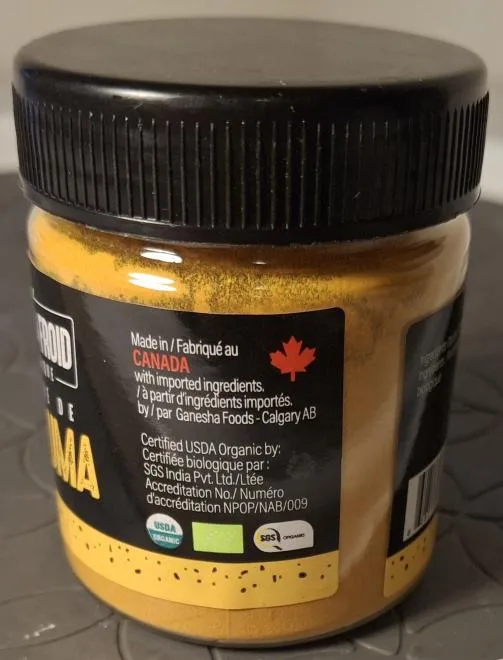 ROID
E DE
UMA
Made in / Fabriqué au
CANADA
with imported ingredients.
/ à partir d'ingrédients importés.
by / par Ganesha Foods - Calgary AB
Certified USDA Organic by:
Certifiée biologique par :
SGS India Pvt. Ltd./Ltée
Accreditation No./ Numéro
d'accréditation NPOP/NAB/009
USDA
ORGANIC
SGS ORGANIC